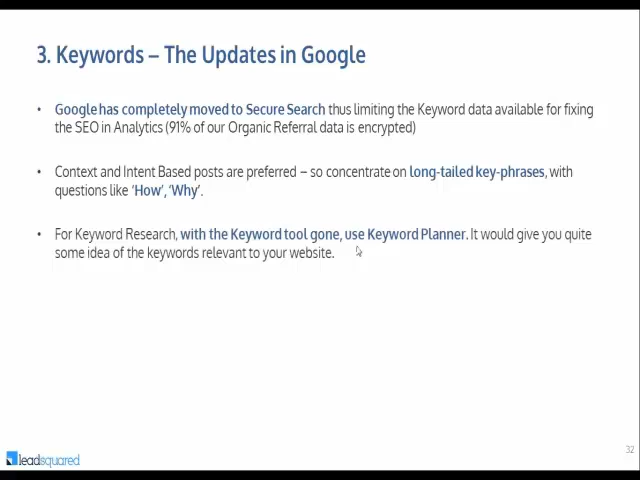 3. Keywords – The Updates in Google
• Google has completely moved to Secure Search thus limiting the Keyword data available for fixing
the SEO in Analytics (91% of our Organic Referral data is encrypted)
• Context and Intent Based posts are preferred – so concentrate on long-tailed key-phrases, with
questions like ‘How’, ‘Why’.
• For Keyword Research, with the Keyword tool gone, use Keyword Planner. It would give you quite
some idea of the keywords relevant to your website.
32
leadsquared